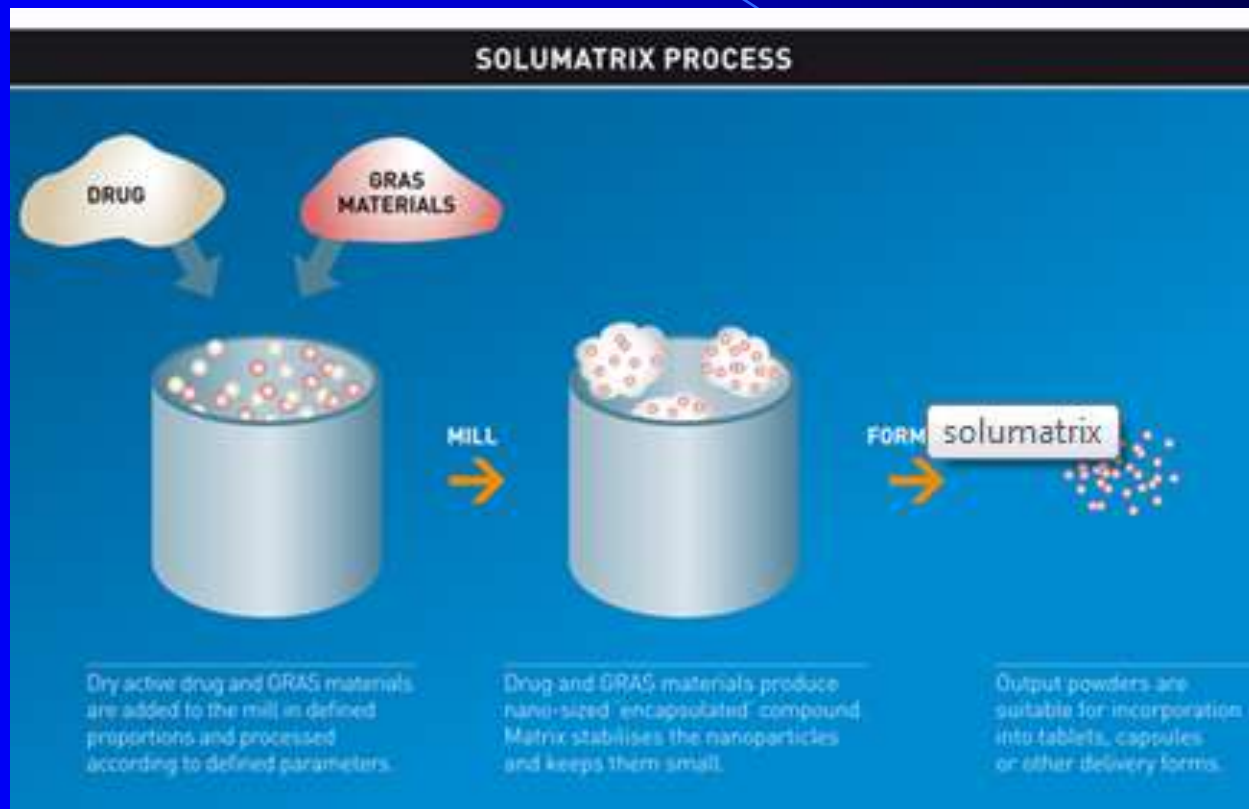 SOLUMATRIX PROCESS
DRUG
GRAS
MATERIALS
MILL
FORM
solumatrix
Dry active drug and GRAS materials
are added to the mill in defined
proportions and processed
according to defined parameters.
Drug and GRAS materials produce
nano-sized 'encapsulated' compound.
Matrix stabilises the nanoparticles
and keeps them small.
Output powders are
suitable for incorporation
into tablets, capsules
or other delivery forms.